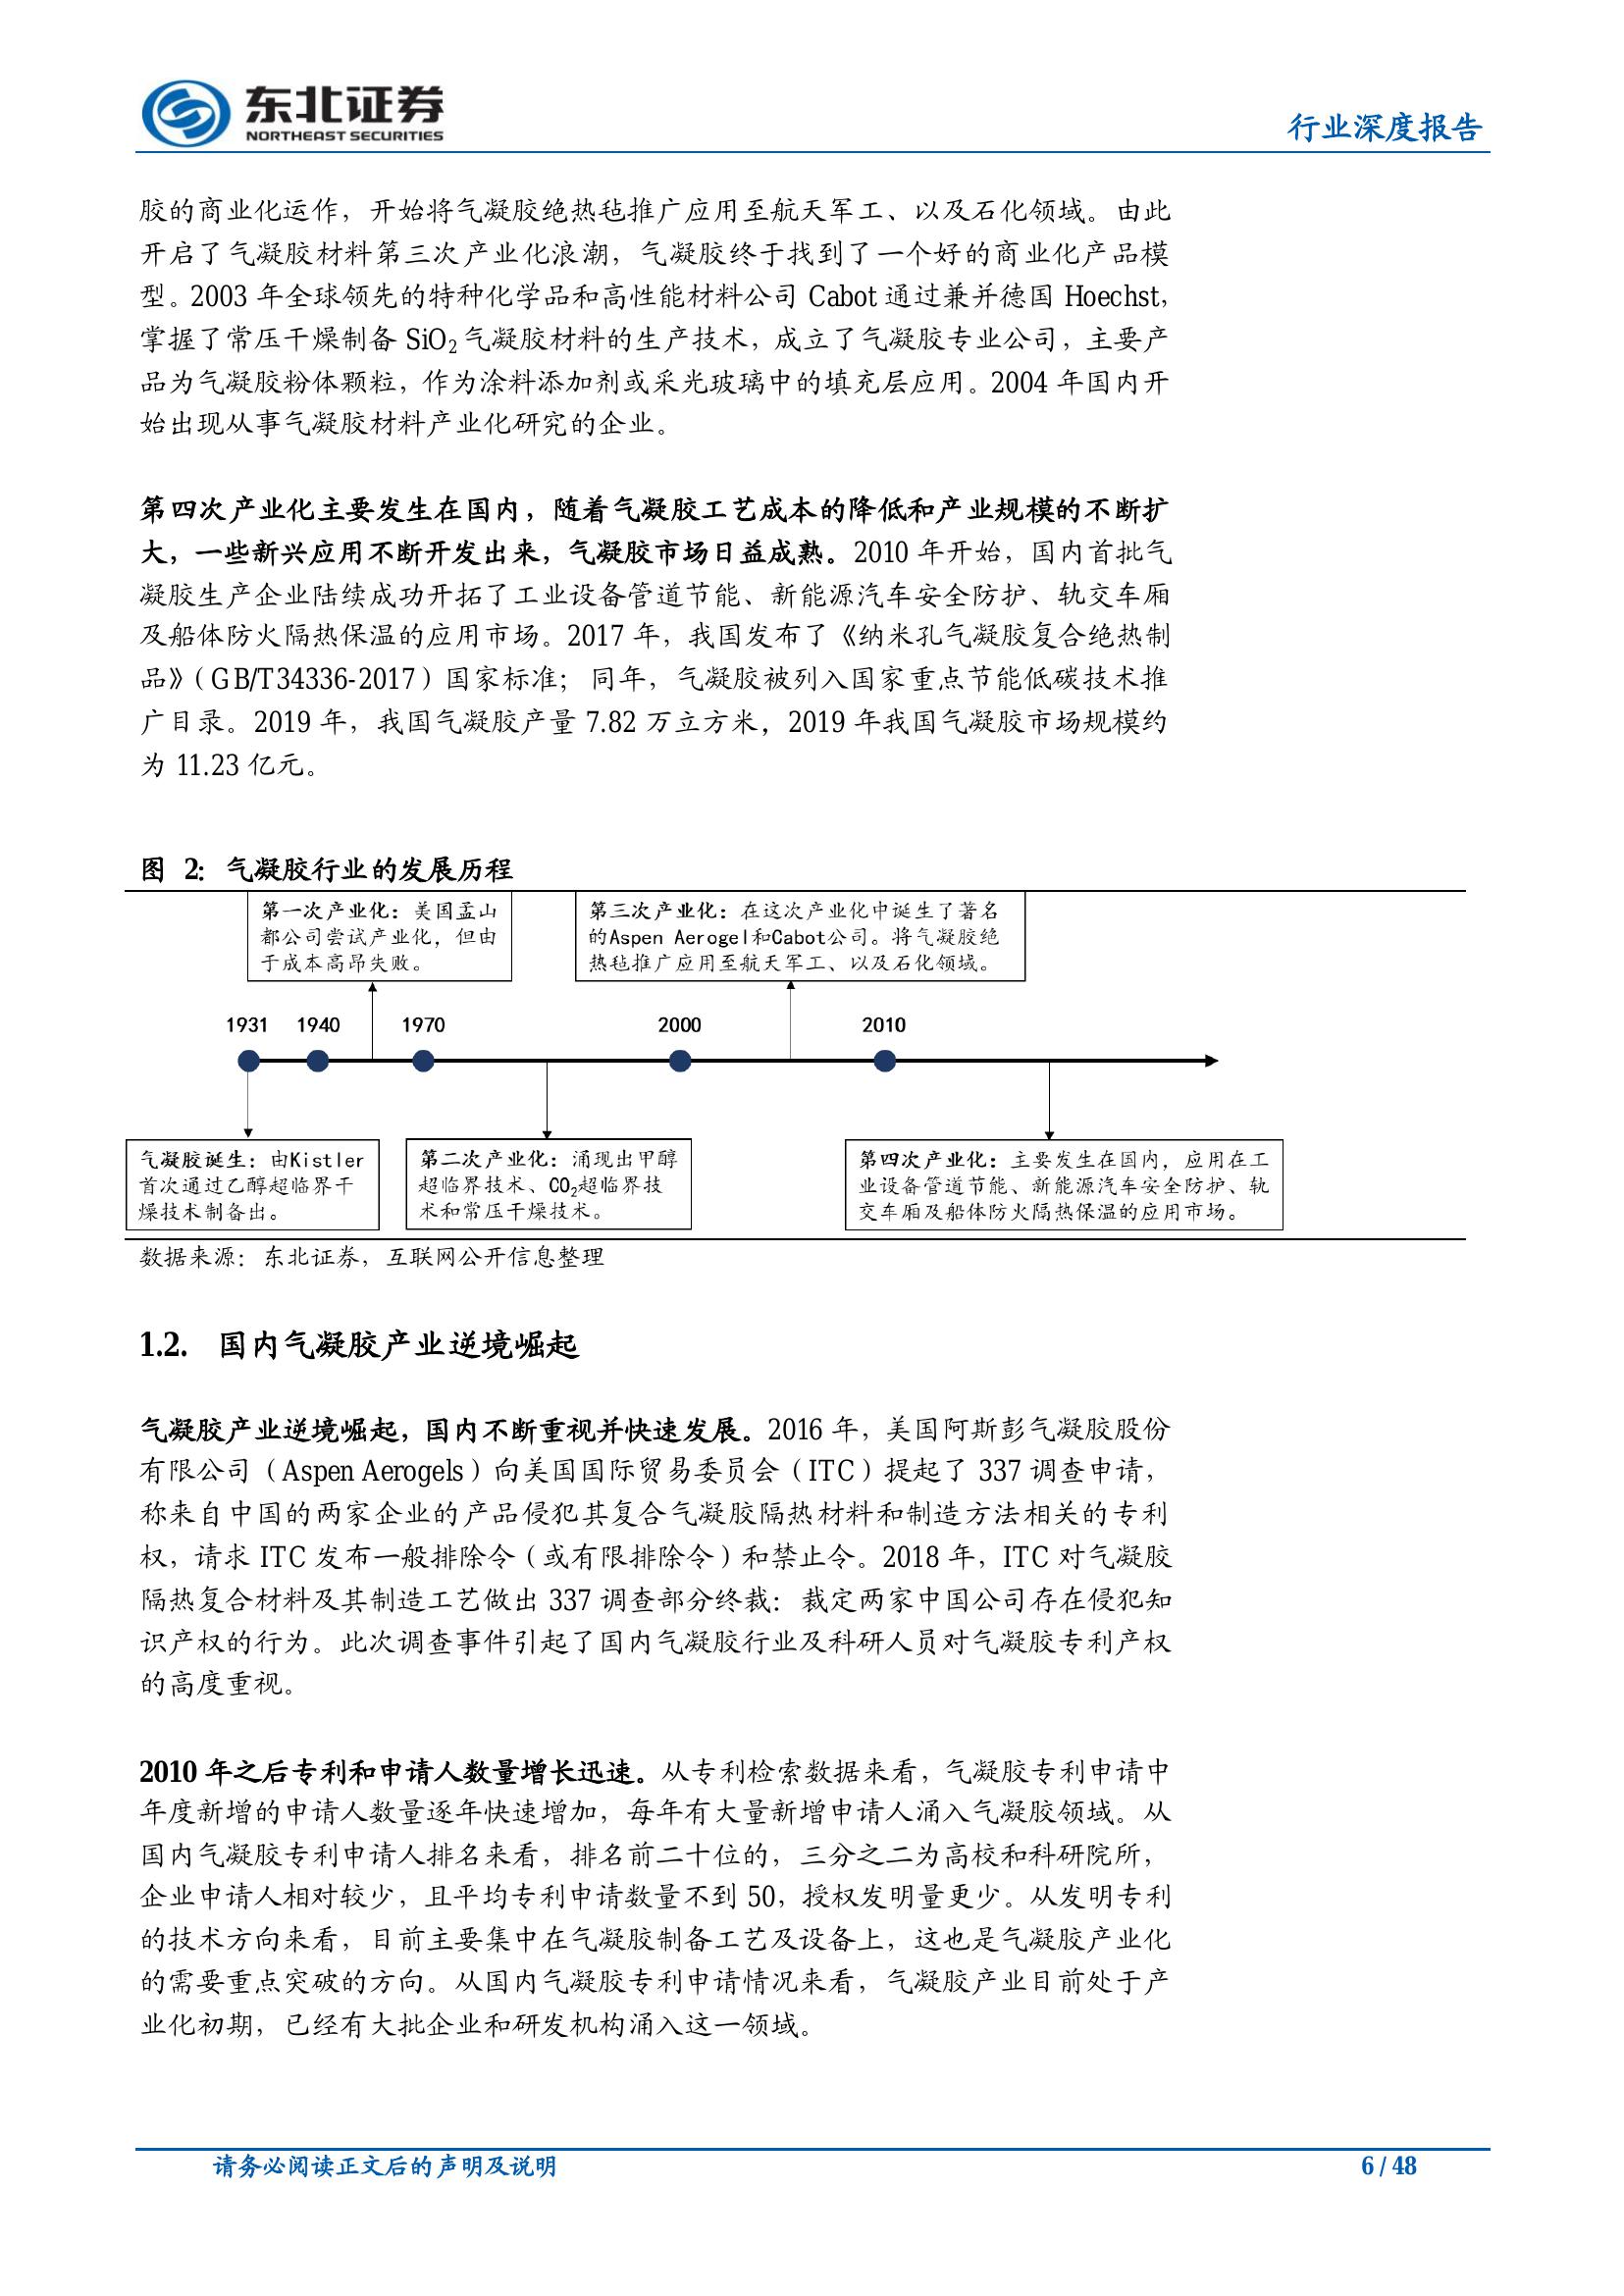 东北证券
NORTHEAST SECURITIES
行业深度报告
胶的商业化运作，开始将气凝胶绝热毡推广应用至航天军工、以及石化领域。由此
开启了气凝胶材料第三次产业化浪潮，气凝胶终于找到了一个好的商业化产品模
型。2003 年全球领先的特种化学品和高性能材料公司 Cabot 通过兼并德国 Hoechst，
掌握了常压干燥制备 SiO₂ 气凝胶材料的生产技术，成立了气凝胶专业公司，主要产
品为气凝胶粉体颗粒，作为涂料添加剂或采光玻璃中的填充层应用。2004 年国内开
始出现从事气凝胶材料产业化研究的企业。
第四次产业化主要发生在国内，随着气凝胶工艺成本的降低和产业规模的不断扩
大，一些新兴应用不断开发出来，气凝胶市场日益成熟。2010 年开始，国内首批气
凝胶生产企业陆续成功开拓了工业设备管道节能、新能源汽车安全防护、轨交车厢
及船体防火隔热保温的应用市场。2017 年，我国发布了《纳米孔气凝胶复合绝热制
品》（GB/T34336-2017）国家标准；同年，气凝胶被列入国家重点节能低碳技术推
广目录。2019 年，我国气凝胶产量 7.82 万立方米，2019 年我国气凝胶市场规模约
为 11.23 亿元。
图 2：气凝胶行业的发展历程
第一次产业化：美国孟山
都公司尝试产业化，但由
于成本高昂失败。
第三次产业化：在这次产业化中诞生了著名
的Aspen Aerogel和Cabot公司。将气凝胶绝
热毡推广应用至航天军工、以及石化领域。
1931 1940 1970 2000 2010
气凝胶诞生：由Kistler
首次通过乙醇超临界干
燥技术制备出。
第二次产业化：涌现出甲醇
超临界技术、CO₂超临界技
术和常压干燥技术。
第四次产业化：主要发生在国内，应用在工
业设备管道节能、新能源汽车安全防护、轨
交车厢及船体防火隔热保温的应用市场。
数据来源：东北证券，互联网公开信息整理
1.2. 国内气凝胶产业逆境崛起
气凝胶产业逆境崛起，国内不断重视并快速发展。2016 年，美国阿斯彭气凝胶股份
有限公司（Aspen Aerogels）向美国国际贸易委员会（ITC）提起了 337 调查申请，
称来自中国的两家企业的产品侵犯其复合气凝胶隔热材料和制造方法相关的专利
权，请求 ITC 发布一般排除令（或有限排除令）和禁止令。2018 年，ITC 对气凝胶
隔热复合材料及其制造工艺做出 337 调查部分终裁：裁定两家中国公司存在侵犯知
识产权的行为。此次调查事件引起了国内气凝胶行业及科研人员对气凝胶专利产权
的高度重视。
2010 年之后专利和申请人数量增长迅速。从专利检索数据来看，气凝胶专利申请中
年度新增的申请人数量逐年快速增加，每年有大量新增申请人涌入气凝胶领域。从
国内气凝胶专利申请人排名来看，排名前二十位的，三分之二为高校和科研院所，
企业申请人相对较少，且平均专利申请数量不到 50，授权发明量更少。从发明专利
的技术方向来看，目前主要集中在气凝胶制备工艺及设备上，这也是气凝胶产业化
的需要重点突破的方向。从国内气凝胶专利申请情况来看，气凝胶产业目前处于产
业化初期，已经有大批企业和研发机构涌入这一领域。
请务必阅读正文后的声明及说明
6 / 48